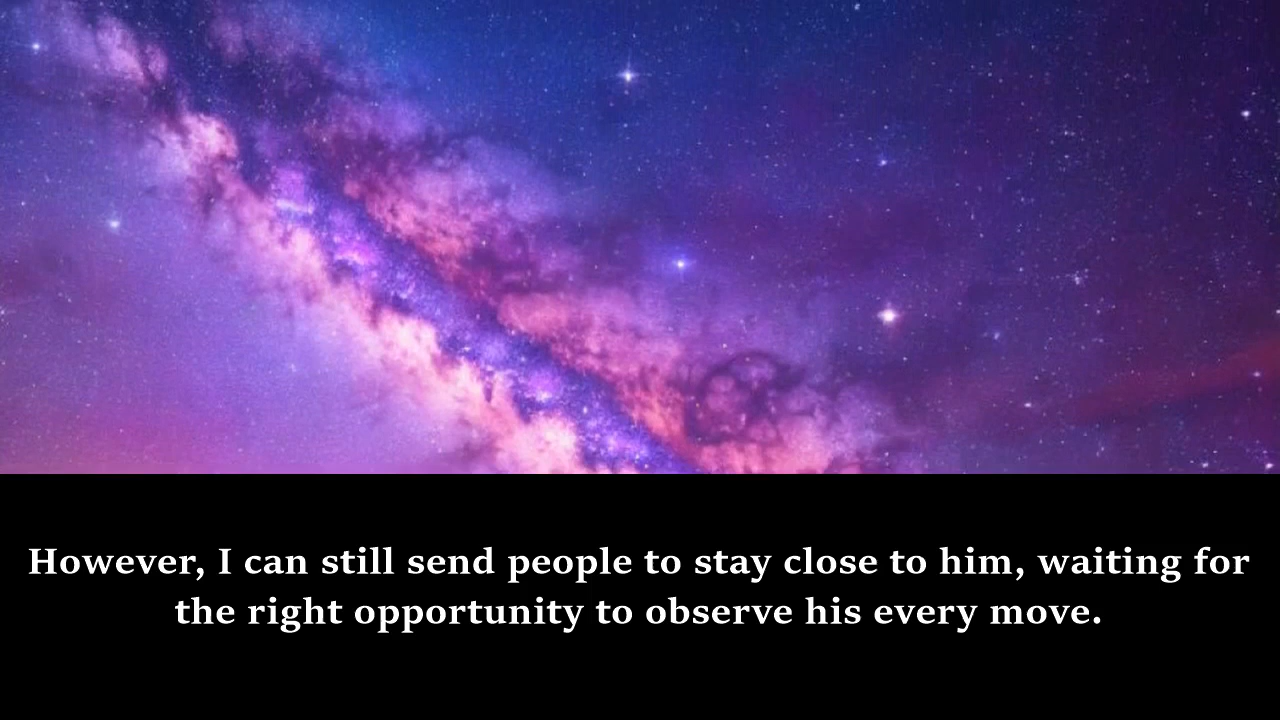 However, I can still send people to stay close to him, waiting for
the right opportunity to observe his every move.